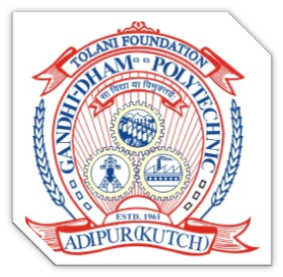 TOLANI FOUNDATION
GANDHI-DHAM POLYTECHNIC
सा विद्या या विमुक्तये
ESTD. 1961
ADIPUR(KUTCH)